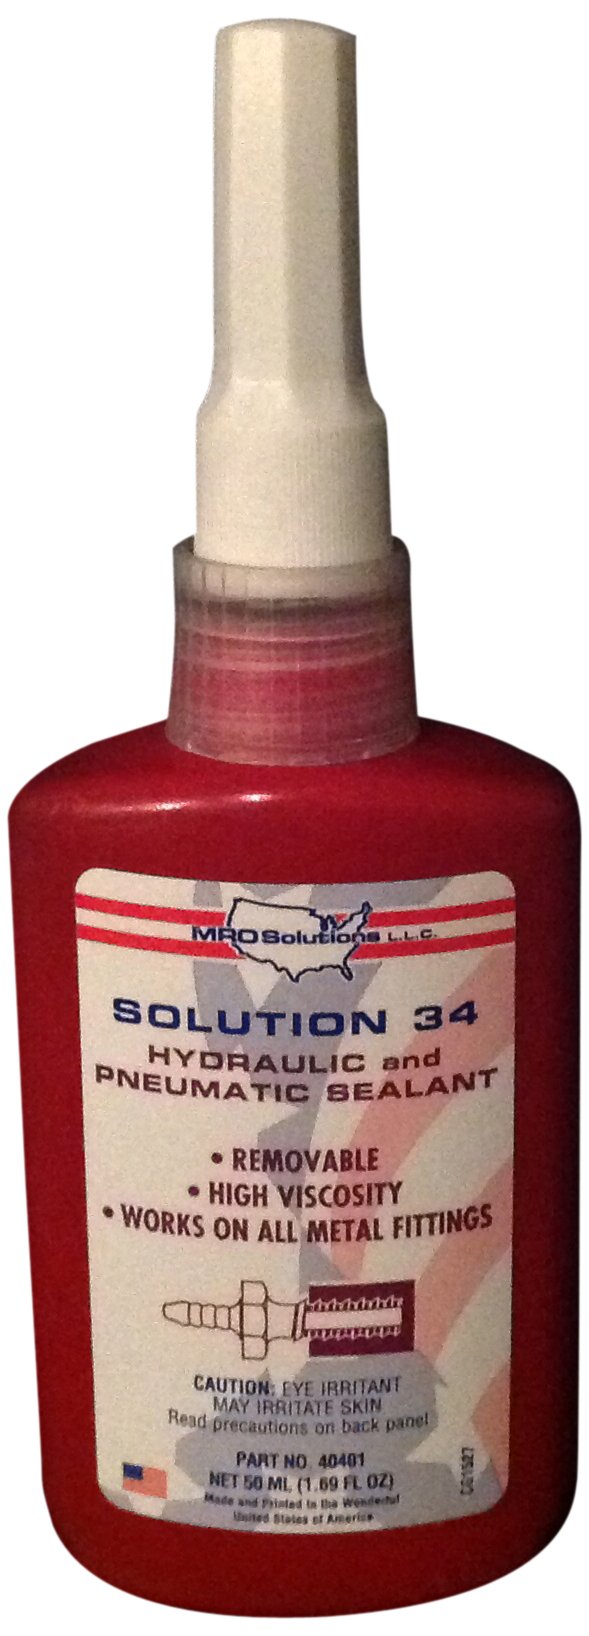 MROSolutions L.L.C.
SOLUTION 34
HYDRAULIC and
PNEUMATIC SEALANT
• REMOVABLE
• HIGH VISCOSITY
• WORKS ON ALL METAL FITTINGS
CAUTION: EYE IRRITANT
MAY IRRITATE SKIN
Read precautions on back panel
PART NO. 40401
NET 50 ML (1.69 FL OZ)
Made and Printed in the Wonderful
United States of America